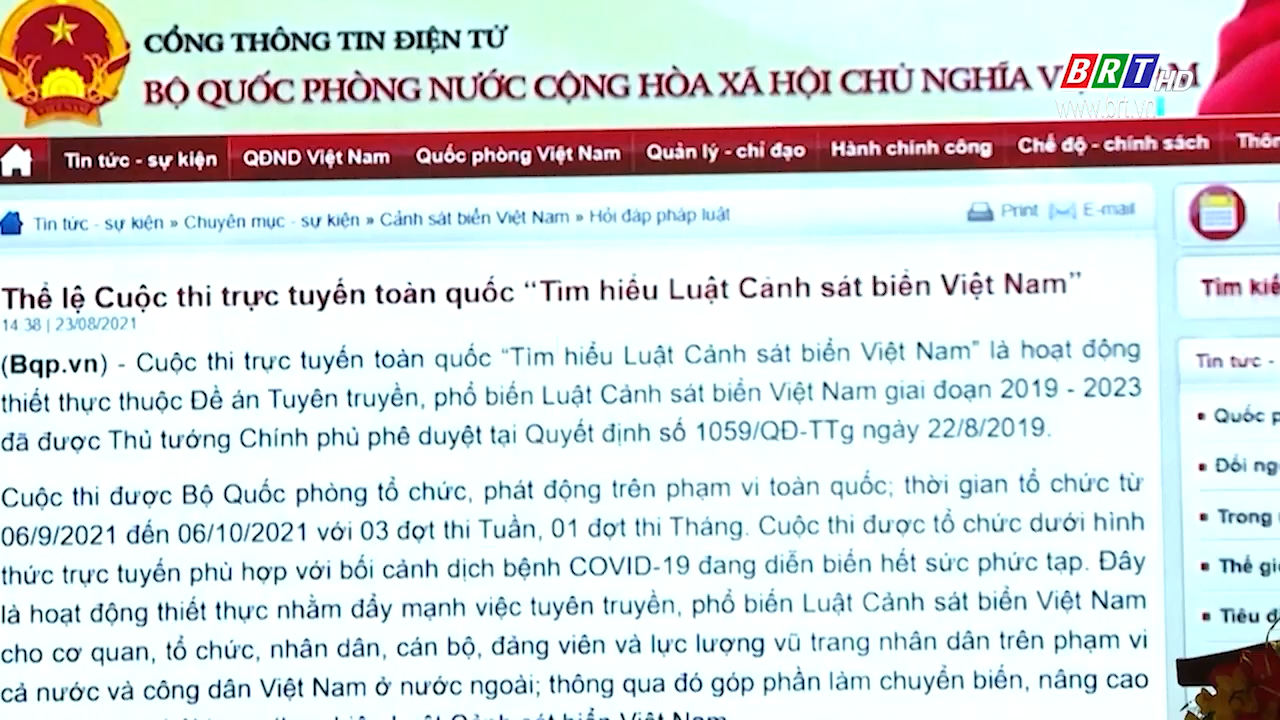 CỔNG THÔNG TIN ĐIỆN TỬ
BỘ QUỐC PHÒNG NƯỚC CỘNG HÒA XÃ HỘI CHỦ NGHĨA
BRT HD
www.brt.vn
Tin tức - sự kiện QĐND Việt Nam Quốc phòng Việt Nam Quản lý - chỉ đạo Hành chính công Chế độ - chính sách
Tin tức - sự kiện » Chuyên mục - sự kiện » Cảnh sát biển Việt Nam » Hỏi đáp pháp luật
Print E-mail
Thể lệ Cuộc thi trực tuyến toàn quốc “Tìm hiểu Luật Cảnh sát biển Việt Nam”
14:38 | 23/08/2021
(Bqp.vn) - Cuộc thi trực tuyến toàn quốc “Tìm hiểu Luật Cảnh sát biển Việt Nam” là hoạt động
thiết thực thuộc Đề án Tuyên truyền, phổ biến Luật Cảnh sát biển Việt Nam giai đoạn 2019 - 2023
đã được Thủ tướng Chính phủ phê duyệt tại Quyết định số 1059/QĐ-TTg ngày 22/8/2019.
Cuộc thi được Bộ Quốc phòng tổ chức, phát động trên phạm vi toàn quốc; thời gian tổ chức từ
06/9/2021 đến 06/10/2021 với 03 đợt thi Tuần, 01 đợt thi Tháng. Cuộc thi được tổ chức dưới hình
thức trực tuyến phù hợp với bối cảnh dịch bệnh COVID-19 đang diễn biến hết sức phức tạp. Đây
là hoạt động thiết thực nhằm đẩy mạnh việc tuyên truyền, phổ biến Luật Cảnh sát biển Việt Nam
cho cơ quan, tổ chức, nhân dân, cán bộ, đảng viên và lực lượng vũ trang nhân dân trên phạm vi
cả nước và công dân Việt Nam ở nước ngoài; thông qua đó góp phần làm chuyển biến, nâng cao
Tìm
Tin tức -
Quốc
Đối
Trong
Thế
Tiêu